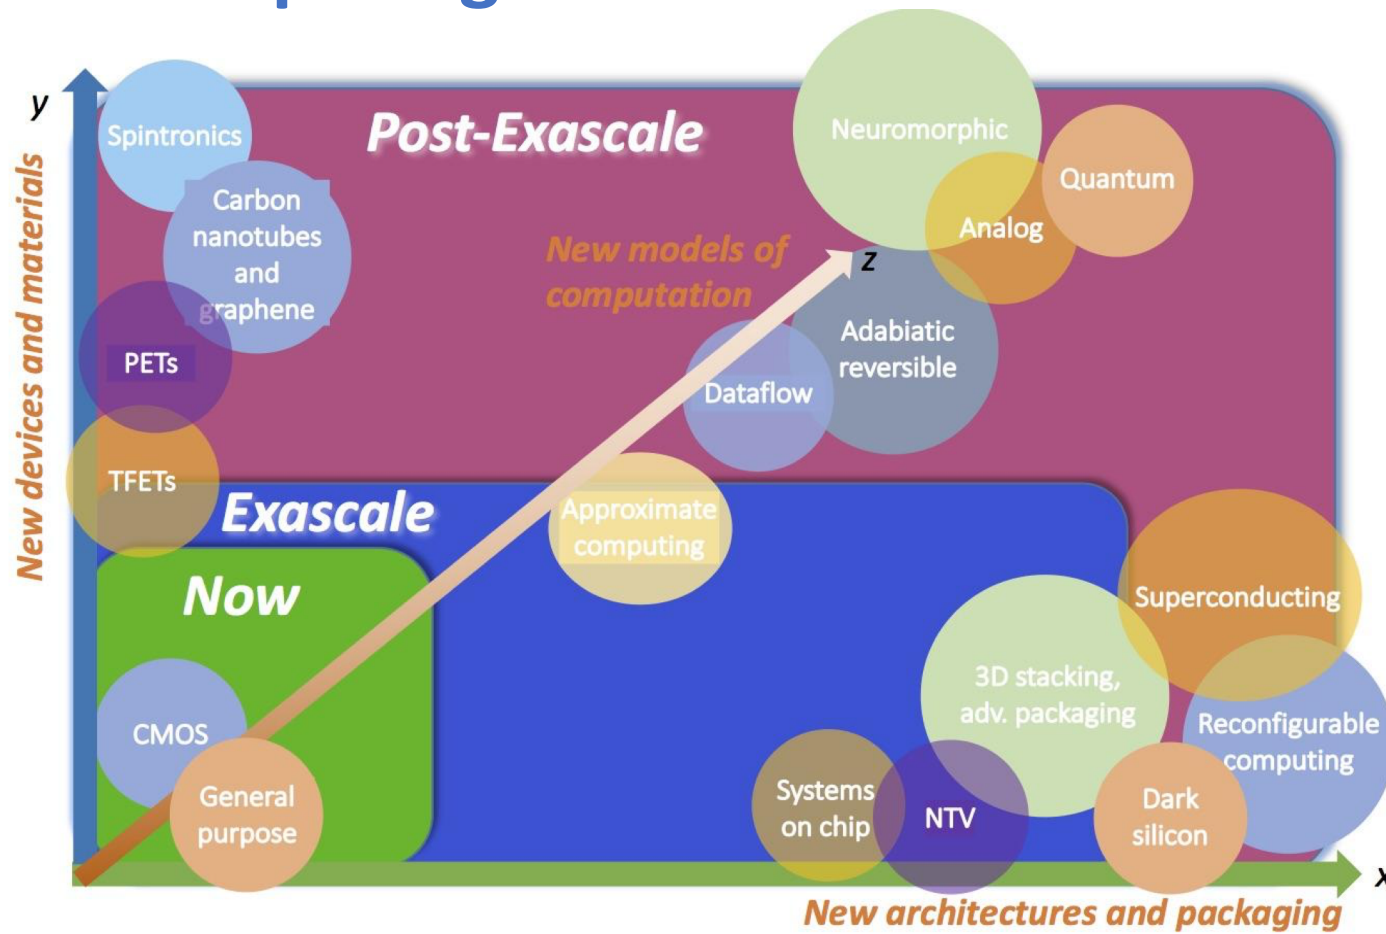 y
Post-Exascale
Spintronics
Neuromorphic
Quantum
Carbon
nanotubes
and
graphene
Analog
New models of
computation
z
Adabiatic
reversible
PETs
Dataflow
New devices and materials
TFETs
Exascale
Approximate
computing
Now
Superconducting
3D stacking,
adv. packaging
Reconfigurable
computing
CMOS
General
purpose
Systems
on chip
NTV
Dark
silicon
x
New architectures and packaging